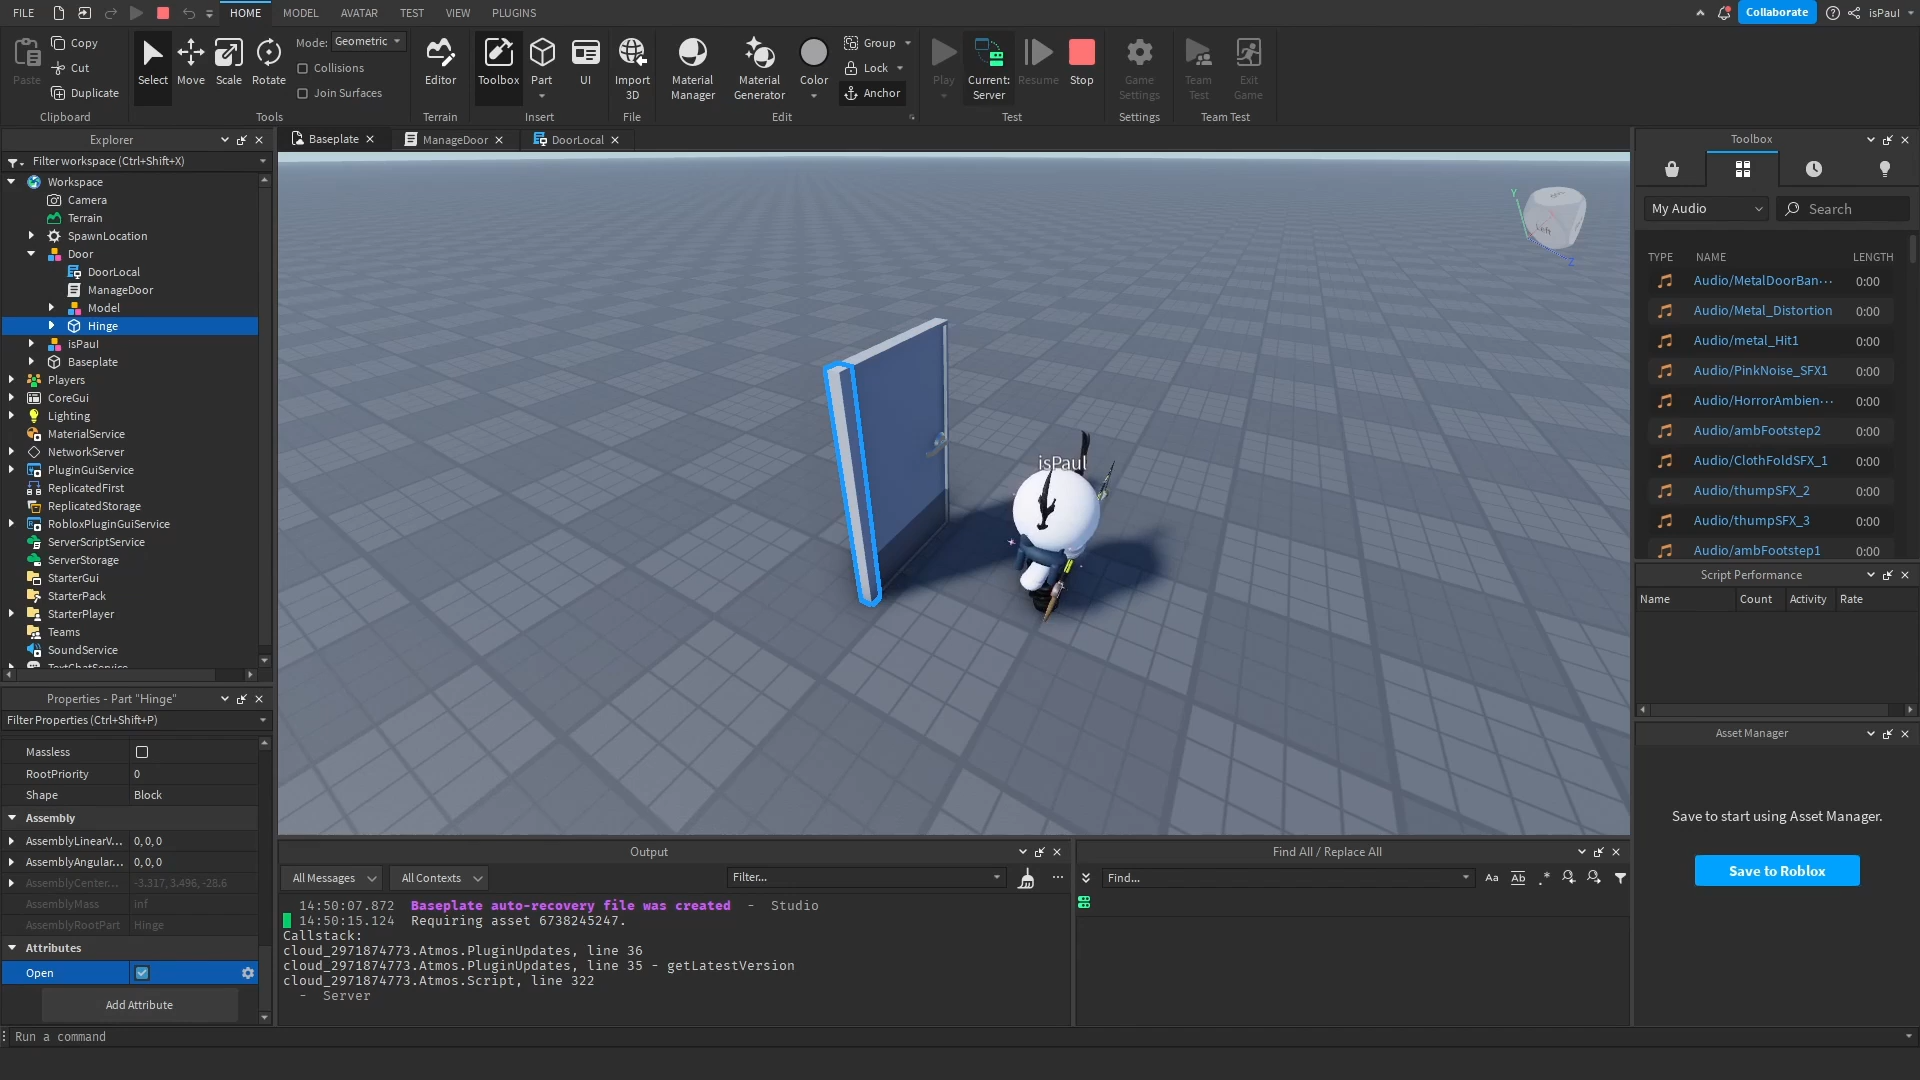 FILE
HOME
MODEL
AVATAR
TEST
VIEW
PLUGINS
Collaborate
isPaul
Paste
Copy
Cut
Duplicate
Clipboard
Select
Move
Scale
Rotate
Mode: Geometric
Collisions
Join Surfaces
Tools
Editor
Terrain
Toolbox
Part
UI
Insert
Import
3D
File
Material
Manager
Material
Generator
Color
Group
Lock
Anchor
Edit
Play
Current:
Server
Resume
Stop
Test
Game
Settings
Settings
Team
Test
Exit
Game
Team Test
Explorer
Filter workspace (Ctrl+Shift+X)
Workspace
Camera
Terrain
SpawnLocation
Door
DoorLocal
ManageDoor
Model
Hinge
isPaul
Baseplate
Players
CoreGui
Lighting
MaterialService
NetworkServer
PluginGuiService
ReplicatedFirst
ReplicatedStorage
RobloxPluginGuiService
ServerScriptService
ServerStorage
StarterGui
StarterPack
StarterPlayer
Teams
SoundService
TextChatService
Properties - Part "Hinge"
Filter Properties (Ctrl+Shift+P)
Massless
RootPriority 0
Shape Block
Assembly
AssemblyLinearV... 0, 0, 0
AssemblyAngular... 0, 0, 0
AssemblyCenter... -3.317, 3.496, -28.6
AssemblyMass inf
AssemblyRootPart Hinge
Attributes
Open
Add Attribute
Run a command
Baseplate
ManageDoor
DoorLocal
Y
Left
Z
isPaul
Output
All Messages
All Contexts
Filter...
14:50:07.872 Baseplate auto-recovery file was created - Studio
14:50:15.124 Requiring asset 6738245247.
Callstack:
cloud_2971874773.Atmos.PluginUpdates, line 36
cloud_2971874773.Atmos.PluginUpdates, line 35 - getLatestVersion
cloud_2971874773.Atmos.Script, line 322
- Server
Find All / Replace All
Find...
Aa
Ab
.*
Toolbox
My Audio
Search
TYPE NAME LENGTH
Audio/MetalDoorBan··· 0:00
Audio/Metal_Distortion 0:00
Audio/metal_Hit1 0:00
Audio/PinkNoise_SFX1 0:00
Audio/HorrorAmbien··· 0:00
Audio/ambFootstep2 0:00
Audio/ClothFoldSFX_1 0:00
Audio/thumpSFX_2 0:00
Audio/thumpSFX_3 0:00
Audio/ambFootstep1 0:00
Script Performance
Name Count Activity Rate
Asset Manager
Save to start using Asset Manager.
Save to Roblox